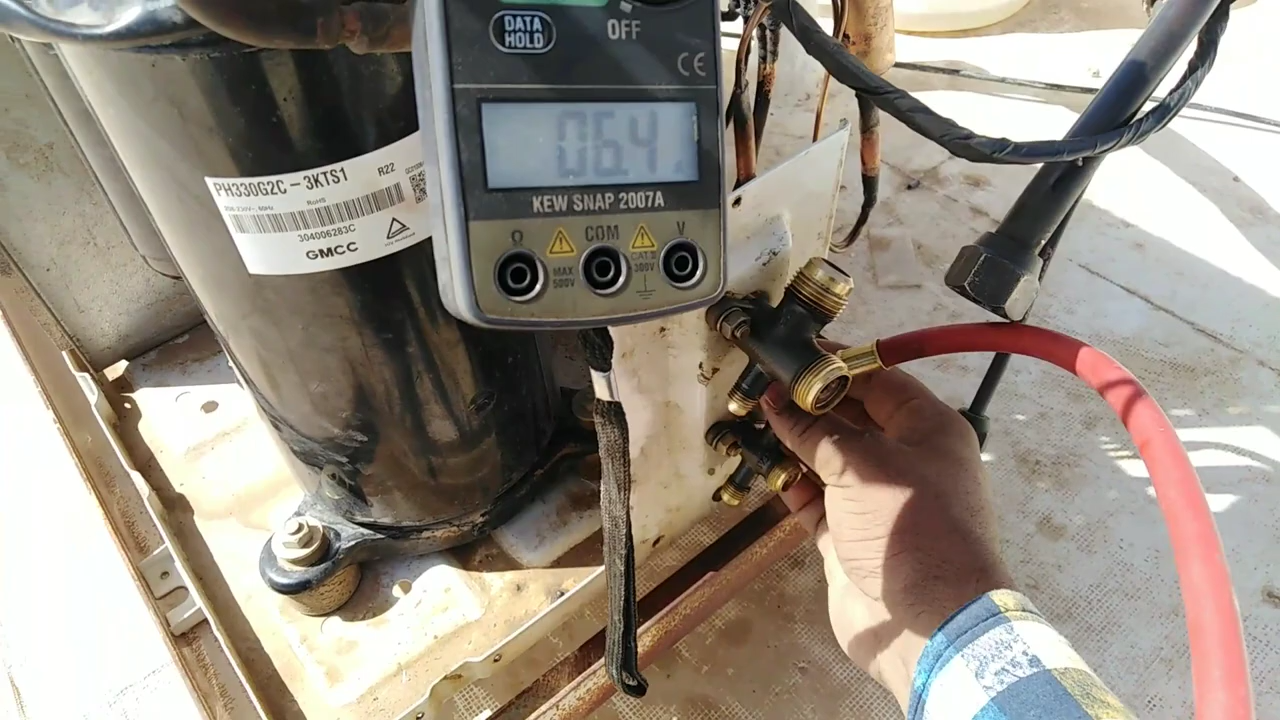 DATA
HOLD
OFF
CE
06.4
KEW SNAP 2007A
Ω
COM
V
MAX
500V
CAT.III
300V
PH330G2C-3KTS1
R22
RoHS
304006283C
GMCC